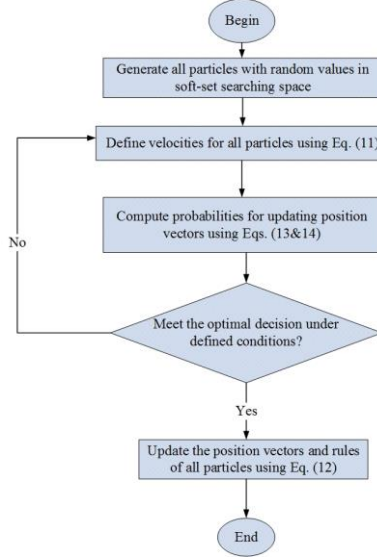 Begin
Generate all particles with random values in
soft-set searching space
Define velocities for all particles using Eq. (11)
Compute probabilities for updating position
vectors using Eqs. (13&14)
No
Meet the optimal decision under
defined conditions?
Yes
Update the position vectors and rules
of all particles using Eq. (12)
End